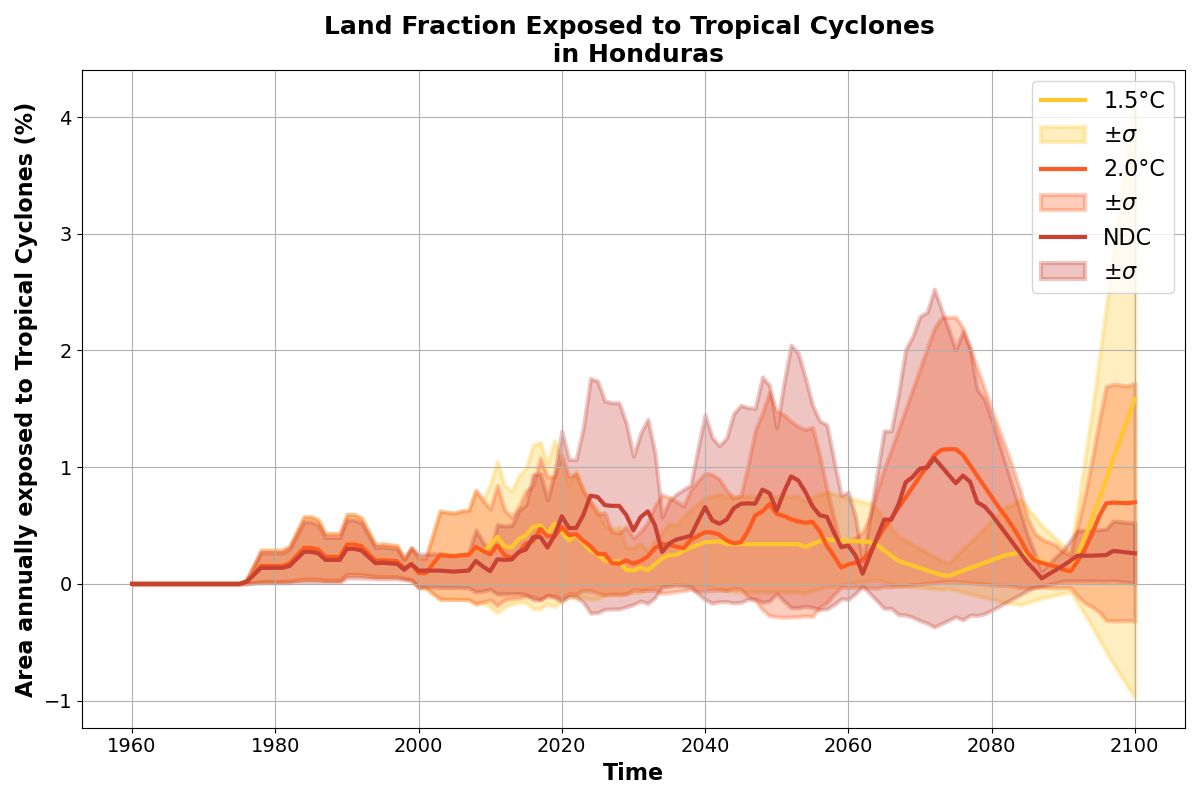 Land Fraction Exposed to Tropical Cyclones
in Honduras
Area annually exposed to Tropical Cyclones (%)
4
3
2
1
0
−1
1960
1980
2000
2020
2040
2060
2080
2100
Time
1.5°C
±σ
2.0°C
±σ
NDC
±σ